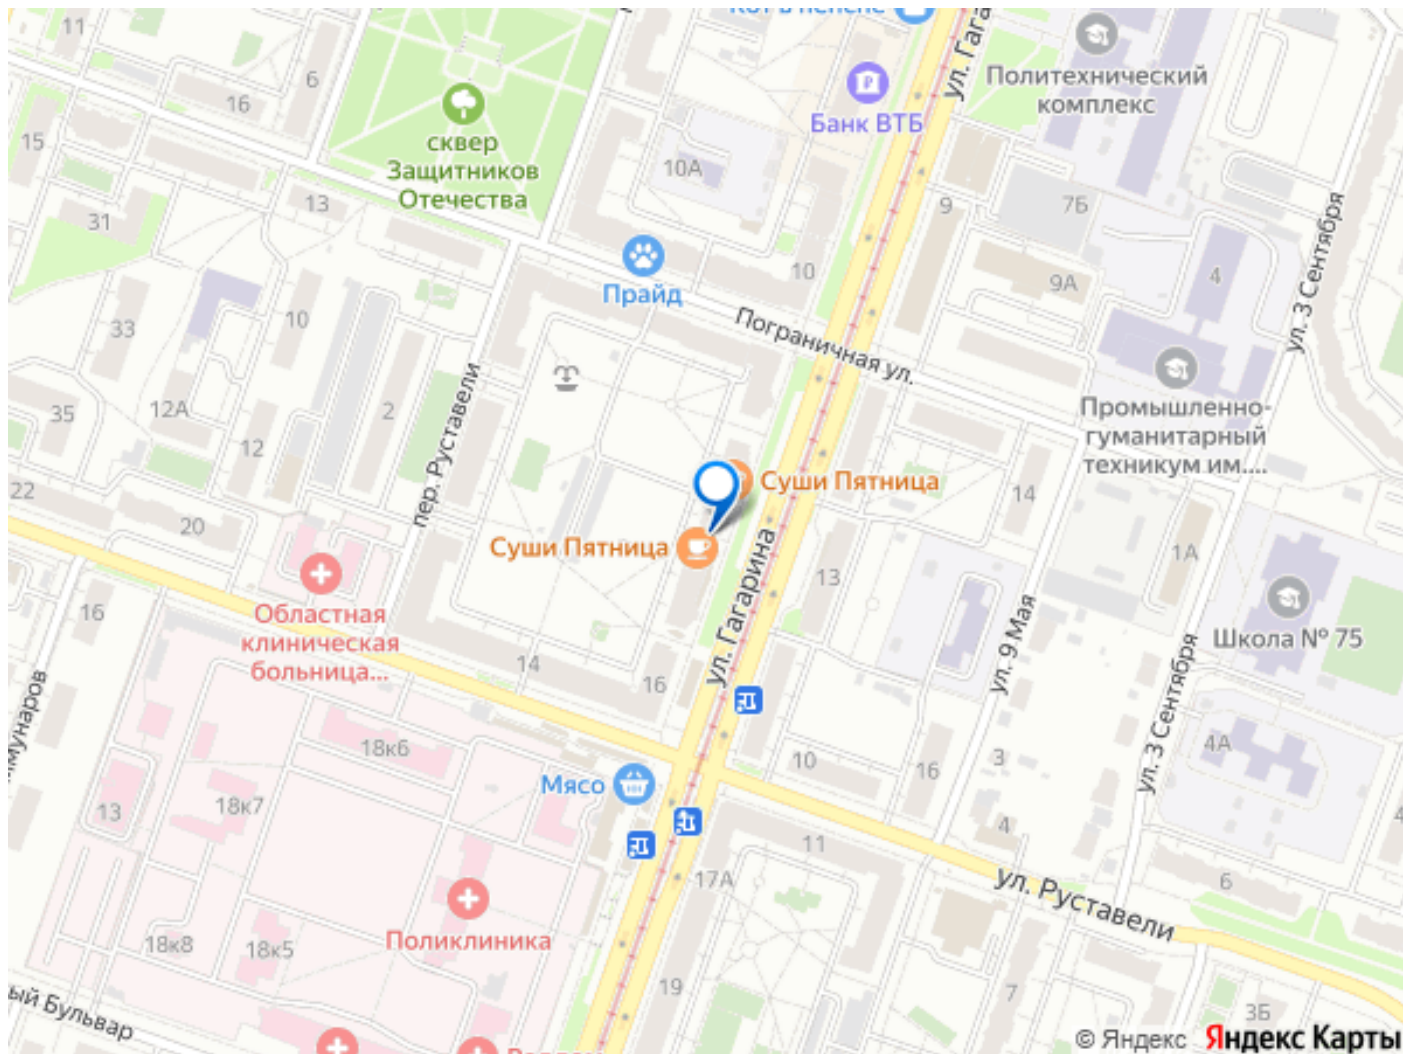 11
6
16
15
сквер
Защитников
Отечества
Банк ВТБ
ул. Гага
Политехнический
комплекс
10А
31
13
9
7Б
4
ул. 3 Сентября
Прайд
10
9А
Пограничная ул.
33
10
12А
35
2
12
пер. Руставели
Промышленно-
гуманитарный
техникум им....
22
20
Суши Пятница
Суши Пятница
14
1А
Областная
клиническая
больница...
16
ул. Гагарина
13
ул. 9 Мая
Школа № 75
14
16
ул. 3 Сентября
4А
18к6
Мясо
10
16
3
13
18к7
4
11
17А
ул. Руставели
6
Поликлиника
18к8
18к5
19
7
3Б
ый Бульвар
© Яндекс Яндекс Карты